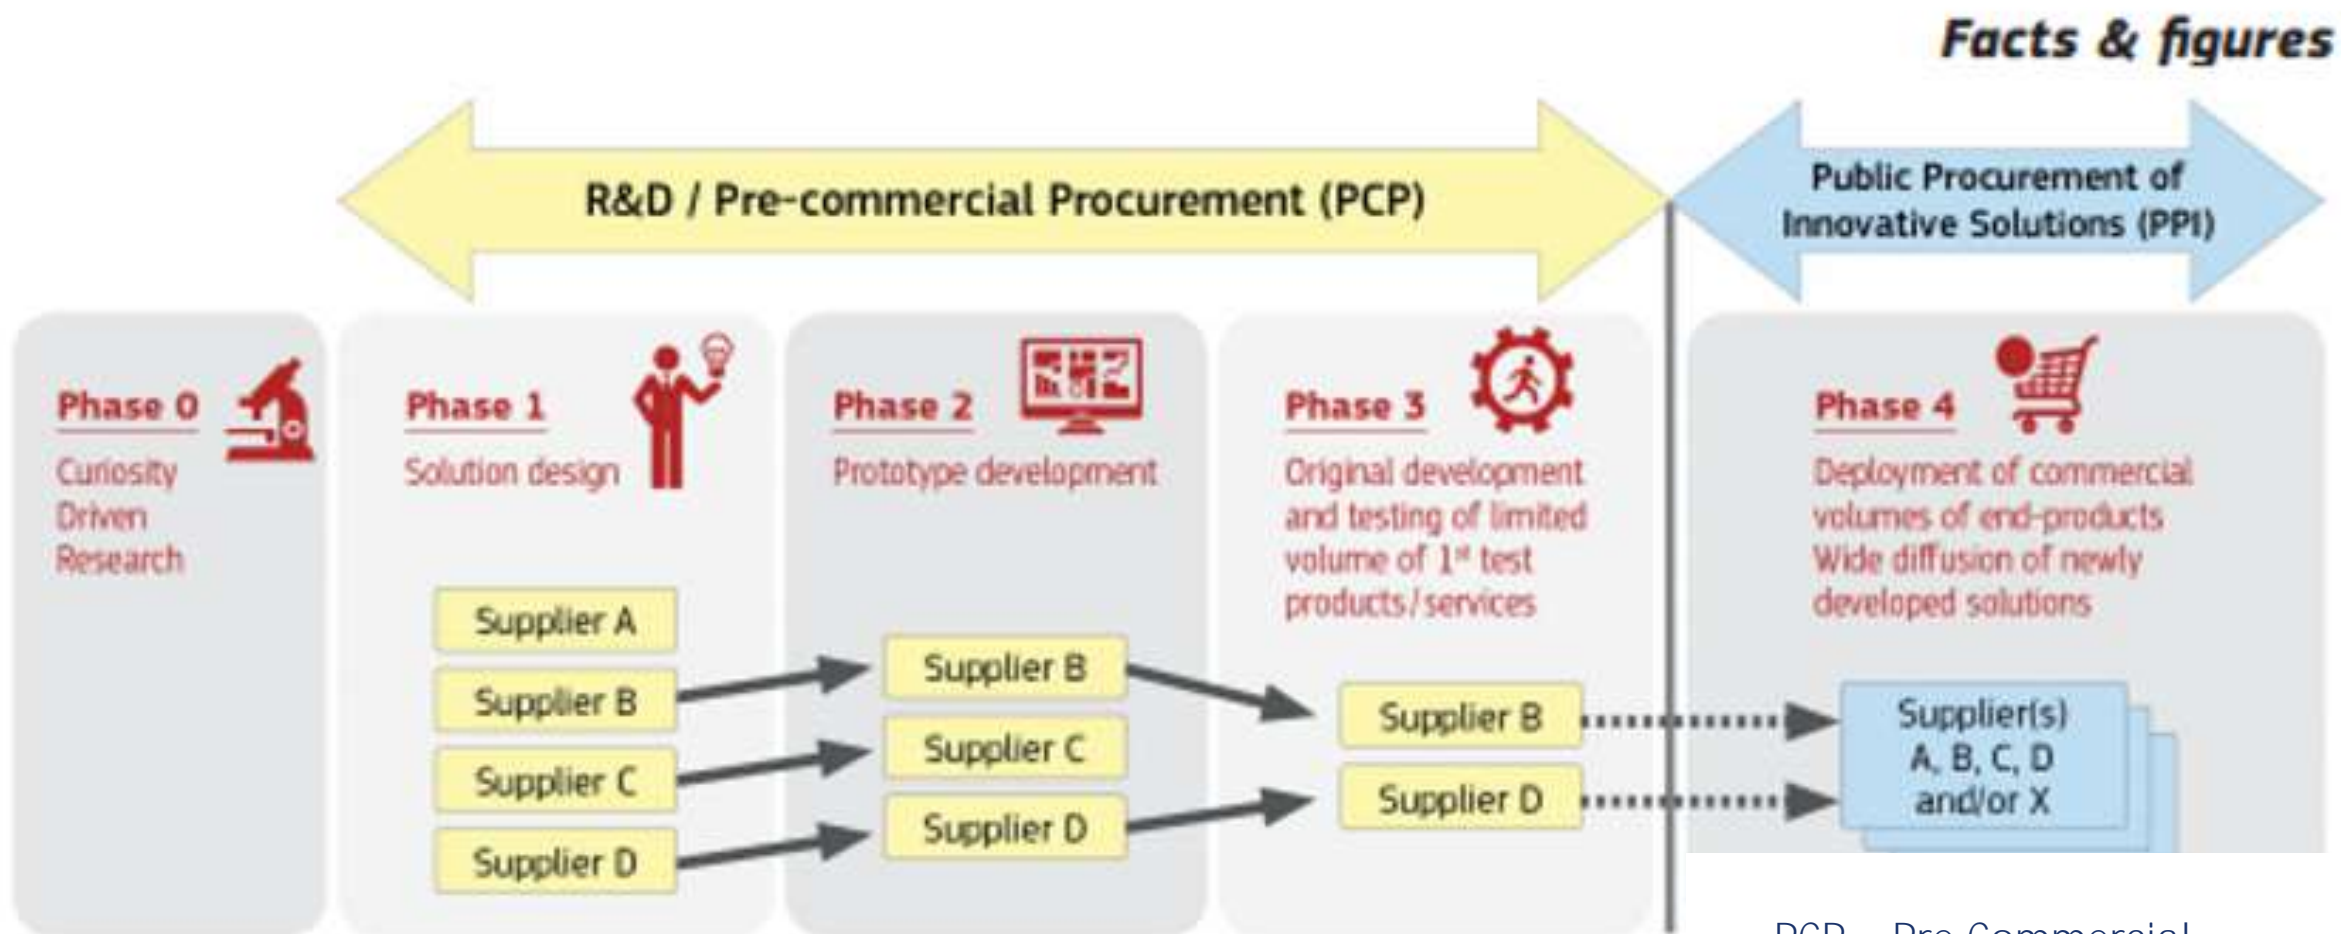 Facts & figures
R&D / Pre-commercial Procurement (PCP)
Public Procurement of
Innovative Solutions (PPI)
Phase 0
Curiosity
Driven
Research
Phase 1
Solution design
Supplier A
Supplier B
Supplier C
Supplier D
Phase 2
Prototype development
Supplier B
Supplier C
Supplier D
Phase 3
Original development
and testing of limited
volume of 1st test
products/services
Supplier B
Supplier D
Phase 4
Deployment of commercial
volumes of end-products
Wide diffusion of newly
developed solutions
Supplier(s)
A, B, C, D
and/or X
PCP – Pre Commercial